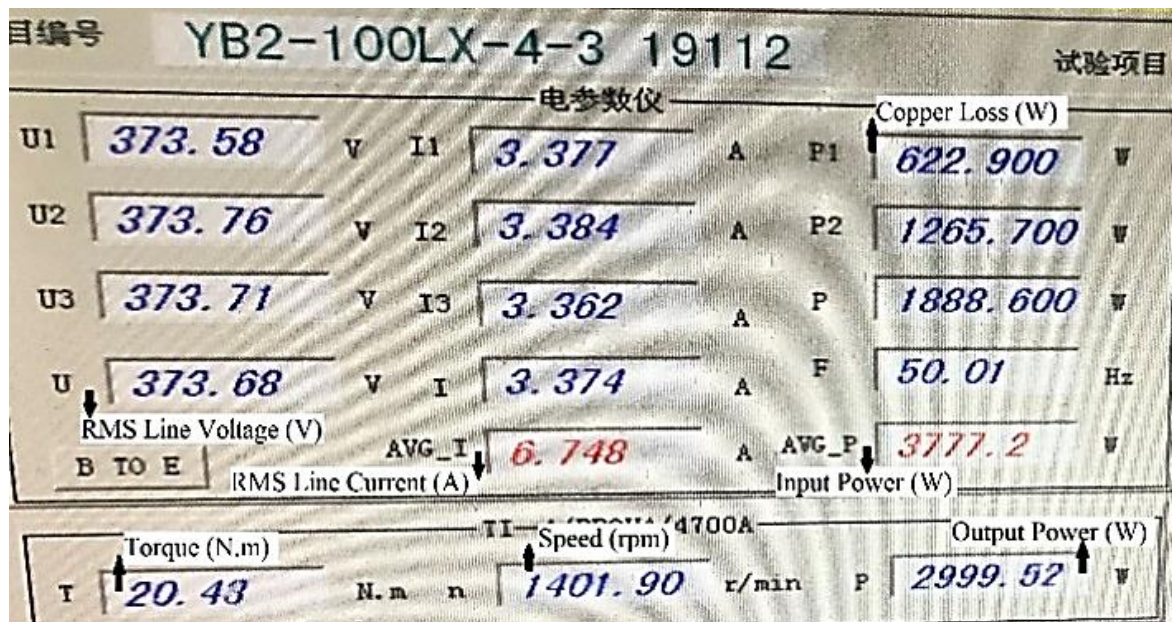 目编号 YB2-100LX-4-3 19112 试验项目
电参数仪
Copper Loss (W)
U1 373.58 V I1 3.377 A P1 622.900 W
U2 373.76 V I2 3.384 A P2 1265.700 W
U3 373.71 V I3 3.362 A P 1888.600 W
U 373.68 V I 3.374 A F 50.01 Hz
RMS Line Voltage (V)
B TO E AVG_I 6.748 A AVG_P 3777.2 W
RMS Line Current (A) Input Power (W)
/4700A
Torque (N.m) Speed (rpm) Output Power (W)
T 20.43 N.m n 1401.90 r/min P 2999.52 W